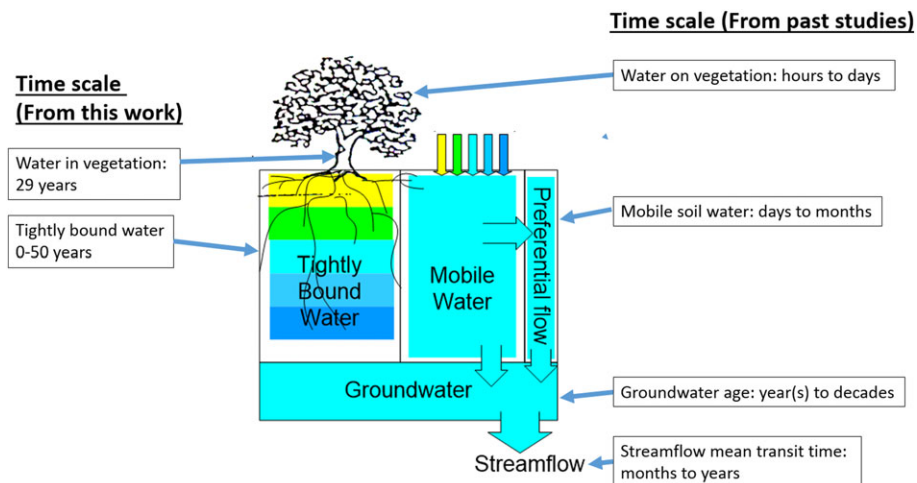 Time scale (From past studies)
Water on vegetation: hours to days
Time scale
(From this work)
Water in vegetation:
29 years
Tightly bound water
0-50 years
Tightly
Bound
Water
Mobile
Water
Preferential flow
Mobile soil water: days to months
Groundwater
Groundwater age: year(s) to decades
Streamflow
Streamflow mean transit time:
months to years